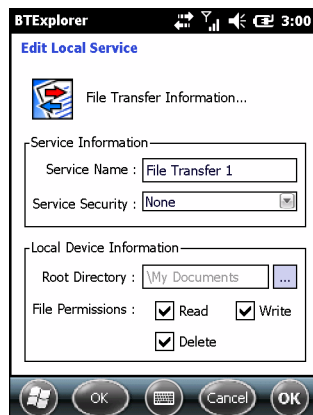 BTExplorer 3:00
Edit Local Service
File Transfer Information...
Service Information
Service Name : File Transfer 1
Service Security : None
Local Device Information
Root Directory : \My Documents ...
File Permissions : Read Write
Delete
OK Cancel OK